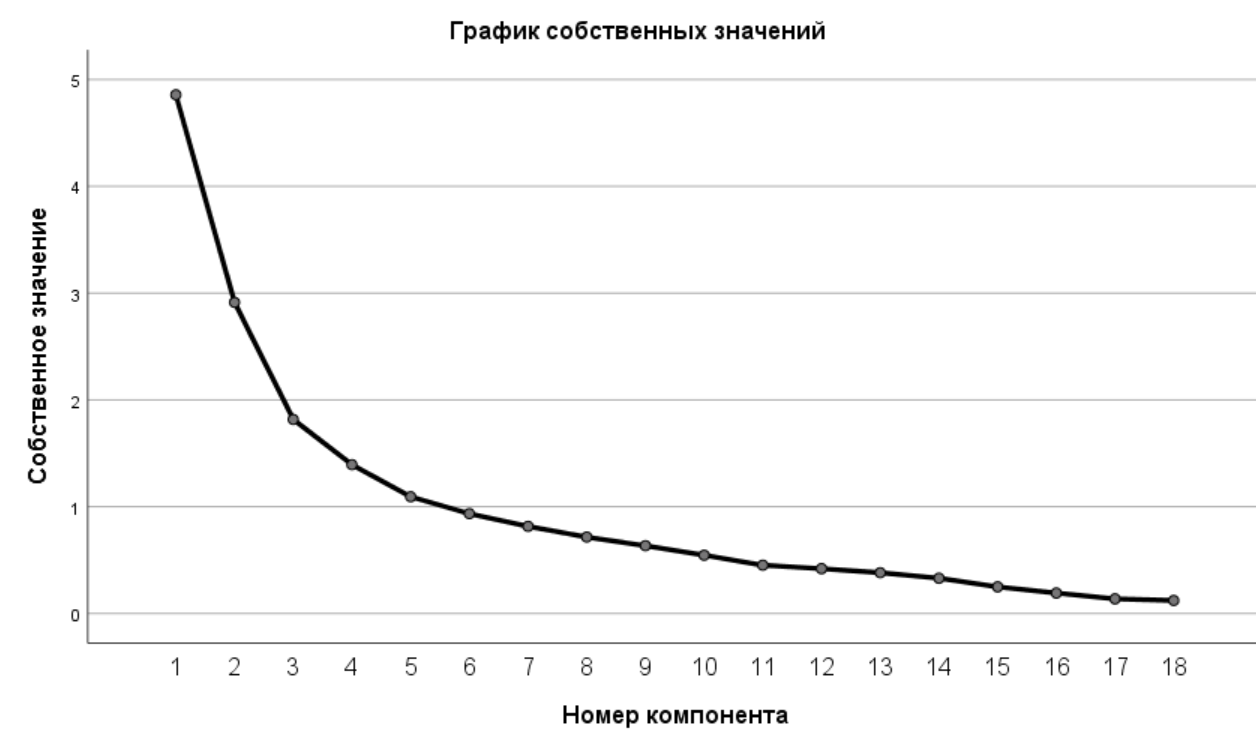 График собственных значений
Собственное значение
5
4
3
2
1
0
1 2 3 4 5 6 7 8 9 10 11 12 13 14 15 16 17 18
Номер компонента